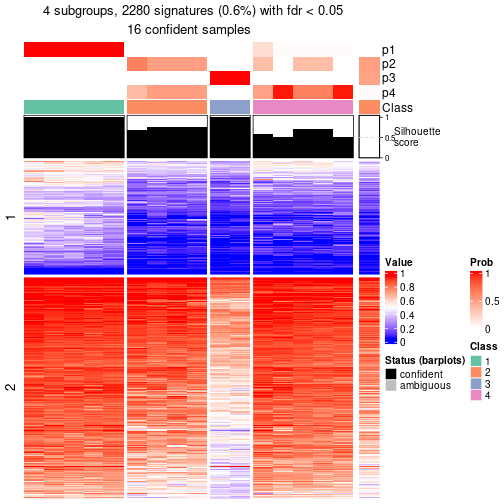 4 subgroups, 2280 signatures (0.6%) with fdr < 0.05
16 confident samples
p1
p2
p3
p4
Class
1
0.5
0
Silhouette
score
1
2
Value
1
0.8
0.6
0.4
0.2
0
Prob
1
0.5
0
Status (barplots)
confident
ambiguous
Class
1
2
3
4